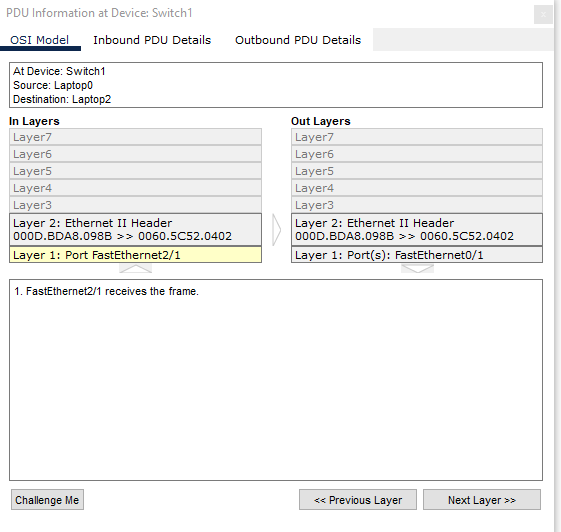 PDU Information at Device: Switch1
x
OSI Model Inbound PDU Details Outbound PDU Details
At Device: Switch1
Source: Laptop0
Destination: Laptop2
In Layers
Layer7
Layer6
Layer5
Layer4
Layer3
Layer 2: Ethernet II Header
000D.BDA8.098B >> 0060.5C52.0402
Layer 1: Port FastEthernet2/1
Out Layers
Layer7
Layer6
Layer5
Layer4
Layer3
Layer 2: Ethernet II Header
000D.BDA8.098B >> 0060.5C52.0402
Layer 1: Port(s): FastEthernet0/1
1. FastEthernet2/1 receives the frame.
Challenge Me << Previous Layer Next Layer >>